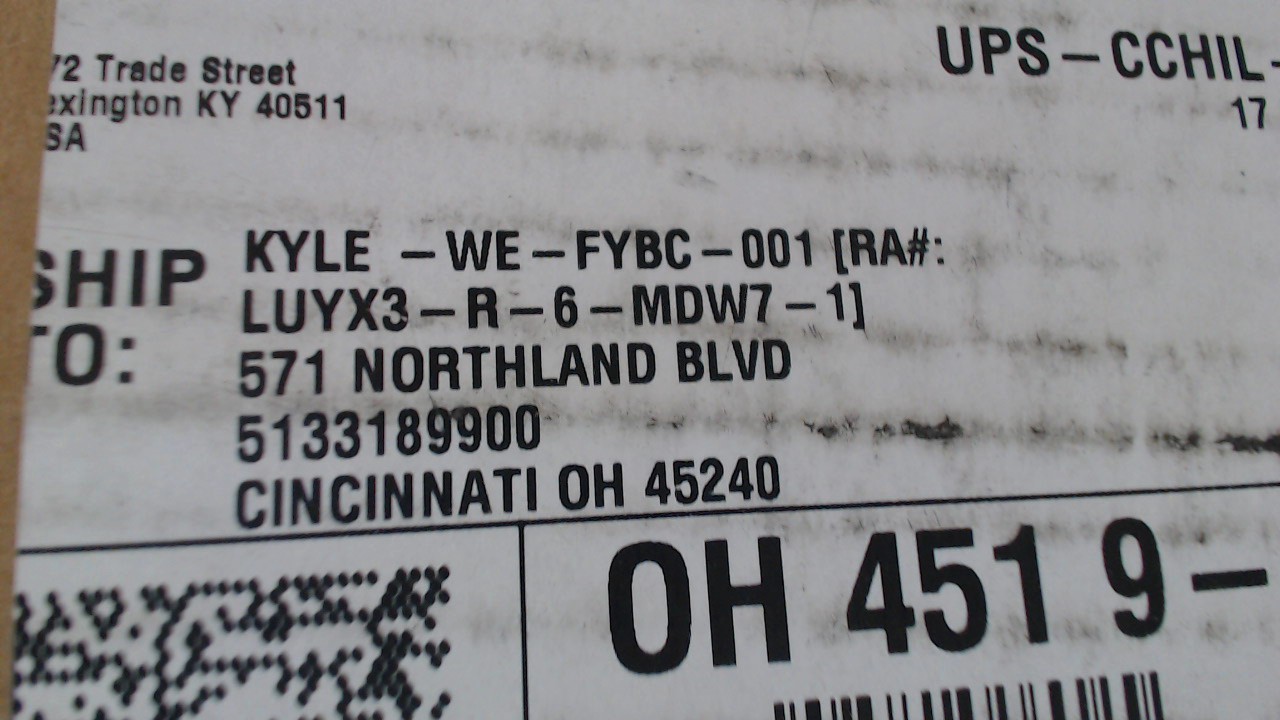 72 Trade Street
UPS-CCHIL-
exington KY 40511
17
SA
SHIP TO:
KYLE -WE-FYBC-001 [RA#:
LUYX3-R-6-MDW7-1]
571 NORTHLAND BLVD
5133189900
CINCINNATI OH 45240
OH 451 9-